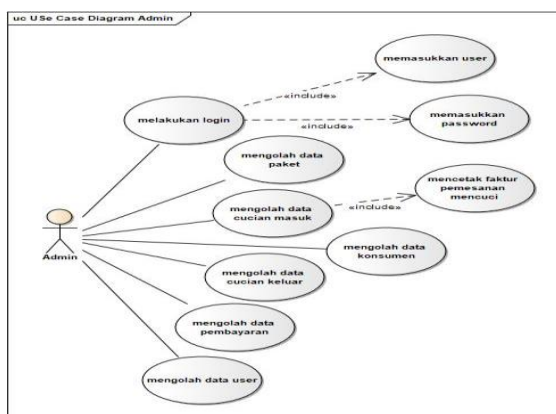 uc USe Case Diagram Admin
memasukkan user
«include»
melakukan login
«include»
memasukkan
password
mengolah data
paket
mengolah data
cucian masuk
«include»
mencetak faktur
pemesanan
mencuci
Admin
mengolah data
konsumen
mengolah data
cucian keluar
mengolah data
pembayaran
mengolah data user